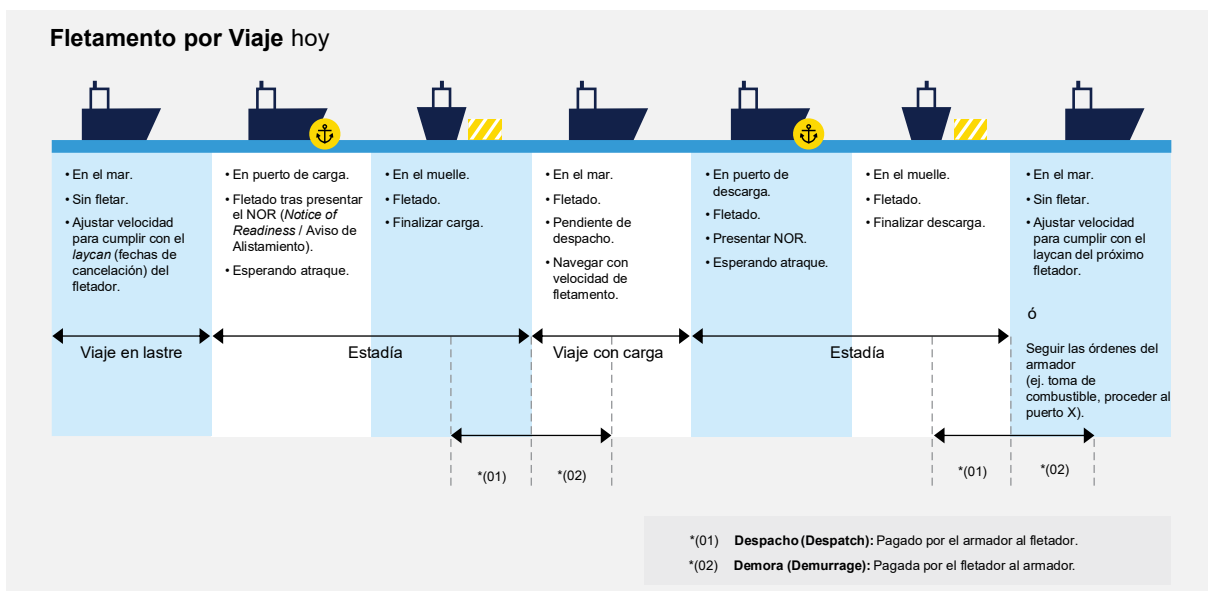 Fletamento por Viaje hoy
• En el mar.
• Sin fletar.
• Ajustar velocidad
para cumplir con el
laycan (fechas de
cancelación) del
fletador.
• En puerto de carga.
• Fletado tras presentar
el NOR (Notice of
Readiness / Aviso de
Alistamiento).
• Esperando atraque.
• En el muelle.
• Fletado.
• Finalizar carga.
• En el mar.
• Fletado.
• Pendiente de
despacho.
• Navegar con
velocidad de
fletamento.
• En puerto de
descarga.
• Fletado.
• Presentar NOR.
• Esperando atraque.
• En el muelle.
• Fletado.
• Finalizar descarga.
• En el mar.
• Sin fletar.
• Ajustar velocidad
para cumplir con el
laycan del próximo
fletador.
ó
Seguir las órdenes del
armador
(ej. toma de
combustible, proceder al
puerto X).
Viaje en lastre
Estadía
Viaje con carga
Estadía
*(01)
*(02)
*(01)
*(02)
*(01) Despacho (Despatch): Pagado por el armador al fletador.
*(02) Demora (Demurrage): Pagada por el fletador al armador.